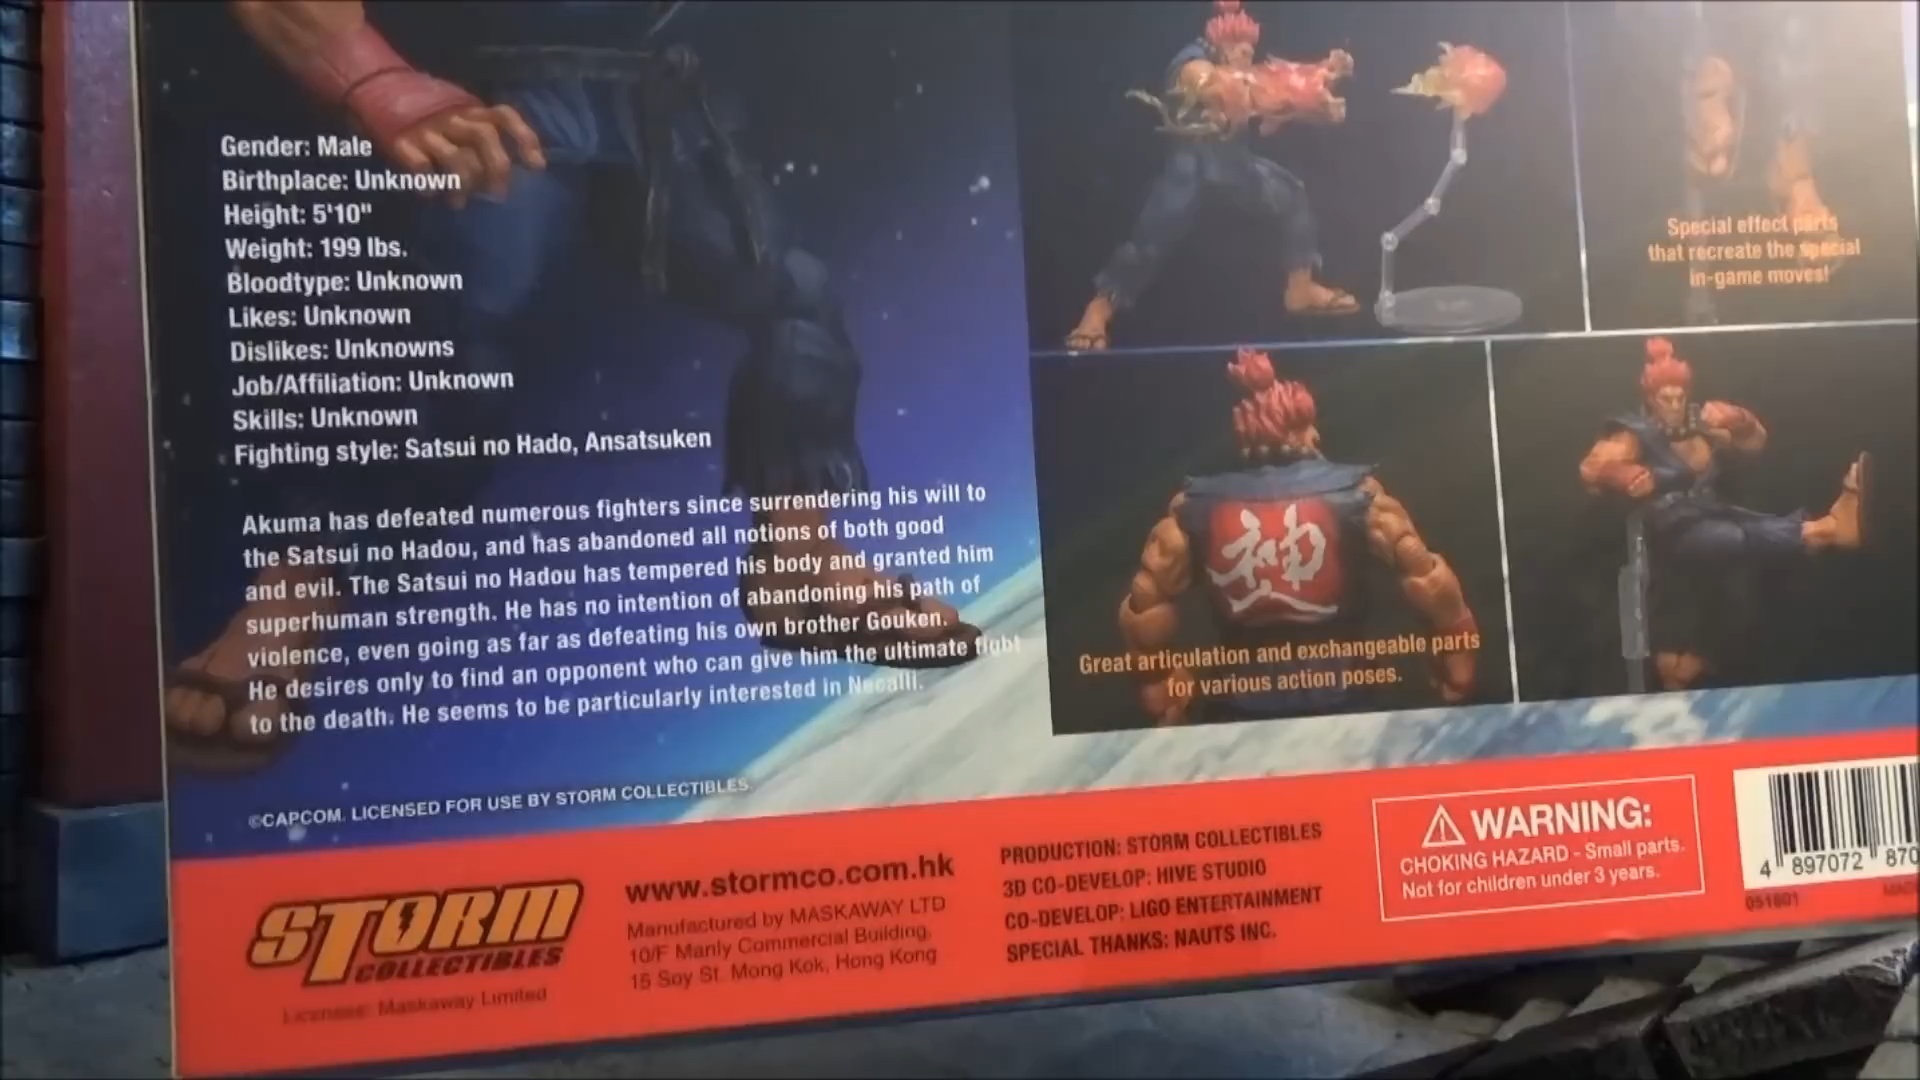 Gender: Male
Birthplace: Unknown
Height: 5'10"
Weight: 199 lbs.
Bloodtype: Unknown
Likes: Unknown
Dislikes: Unknowns
Job/Affiliation: Unknown
Skills: Unknown
Fighting style: Satsui no Hado, Ansatsuken
Akuma has defeated numerous fighters since surrendering his will to
the Satsui no Hadou, and has abandoned all notions of both good
and evil. The Satsui no Hadou has tempered his body and granted him
superhuman strength. He has no intention of abandoning his path of
violence, even going as far as defeating his own brother Gouken.
He desires only to find an opponent who can give him the ultimate fight
to the death. He seems to be particularly interested in Necalli.
©CAPCOM. LICENSED FOR USE BY STORM COLLECTIBLES.
Special effect parts
that recreate the special
in-game moves!
神
Great articulation and exchangeable parts
for various action poses.
STORM
COLLECTIBLES
Licensee: Maskaway Limited
www.stormco.com.hk
Manufactured by MASKAWAY LTD
10/F Manly Commercial Building,
15 Soy St. Mong Kok, Hong Kong
PRODUCTION: STORM COLLECTIBLES
3D CO-DEVELOP: HIVE STUDIO
CO-DEVELOP: LIGO ENTERTAINMENT
SPECIAL THANKS: NAUTS INC.
WARNING:
CHOKING HAZARD - Small parts.
Not for children under 3 years.
4 897072 870
051801